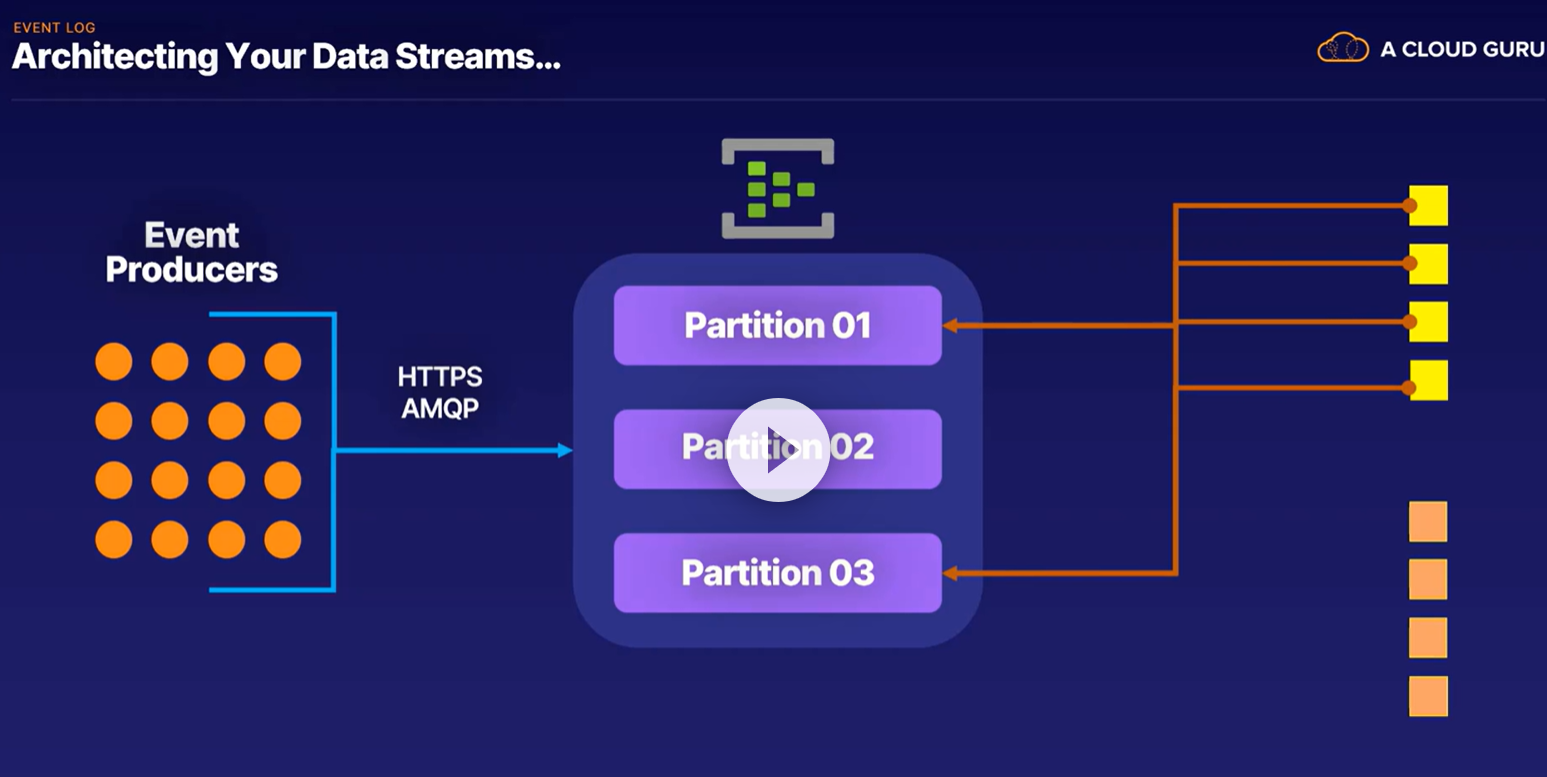 EVENT LOG
Architecting Your Data Streams...
A CLOUD GURU
Event
Producers
HTTPS
AMQP
Partition 01
Partition 02
Partition 03